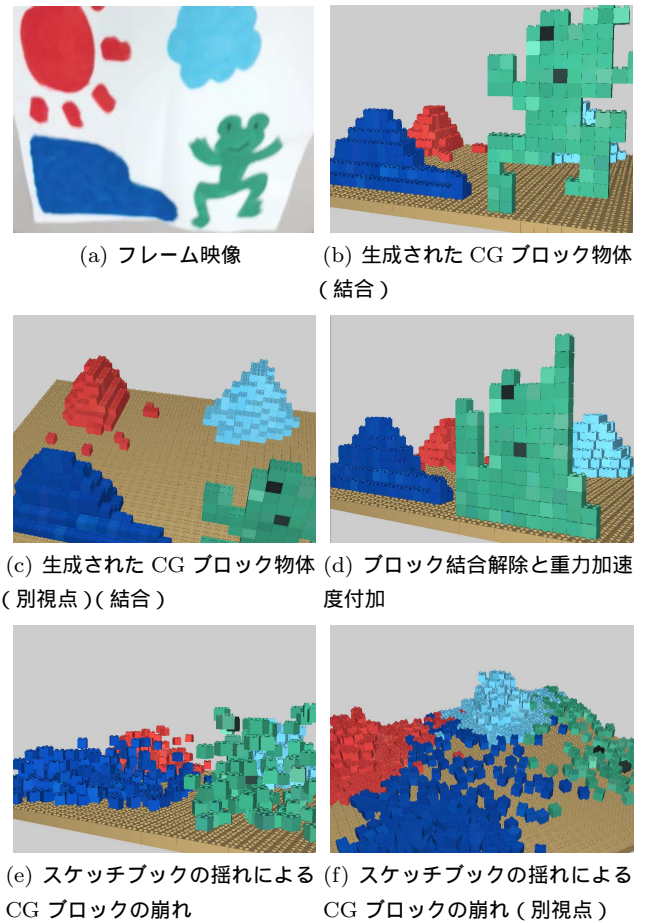 (a) フレーム映像
(b) 生成された CG ブロック物体
(結合)
(c) 生成された CG ブロック物体
(別視点)(結合)
(d) ブロック結合解除と重力加速
度付加
(e) スケッチブックの揺れによる
CG ブロックの崩れ
(f) スケッチブックの揺れによる
CG ブロックの崩れ(別視点)